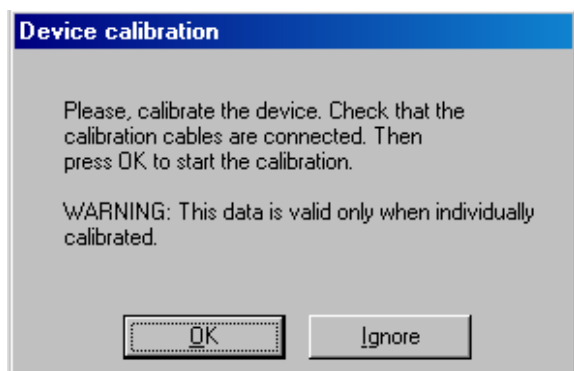 Device calibration
Please, calibrate the device. Check that the
calibration cables are connected. Then
press OK to start the calibration.
WARNING: This data is valid only when individually
calibrated.
OK Ignore